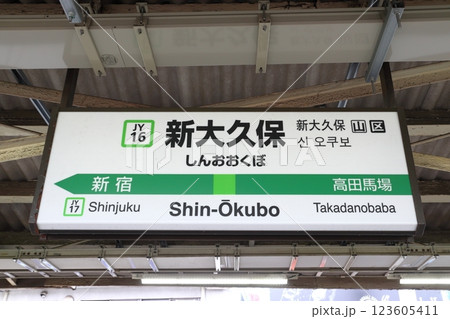 JY
16
新大久保
しんおおくぼ
新大久保 山 区
신 오쿠보
新宿
高田馬場
JY
17
Shinjuku
Shin-Ōkubo
Takadanobaba
123605411